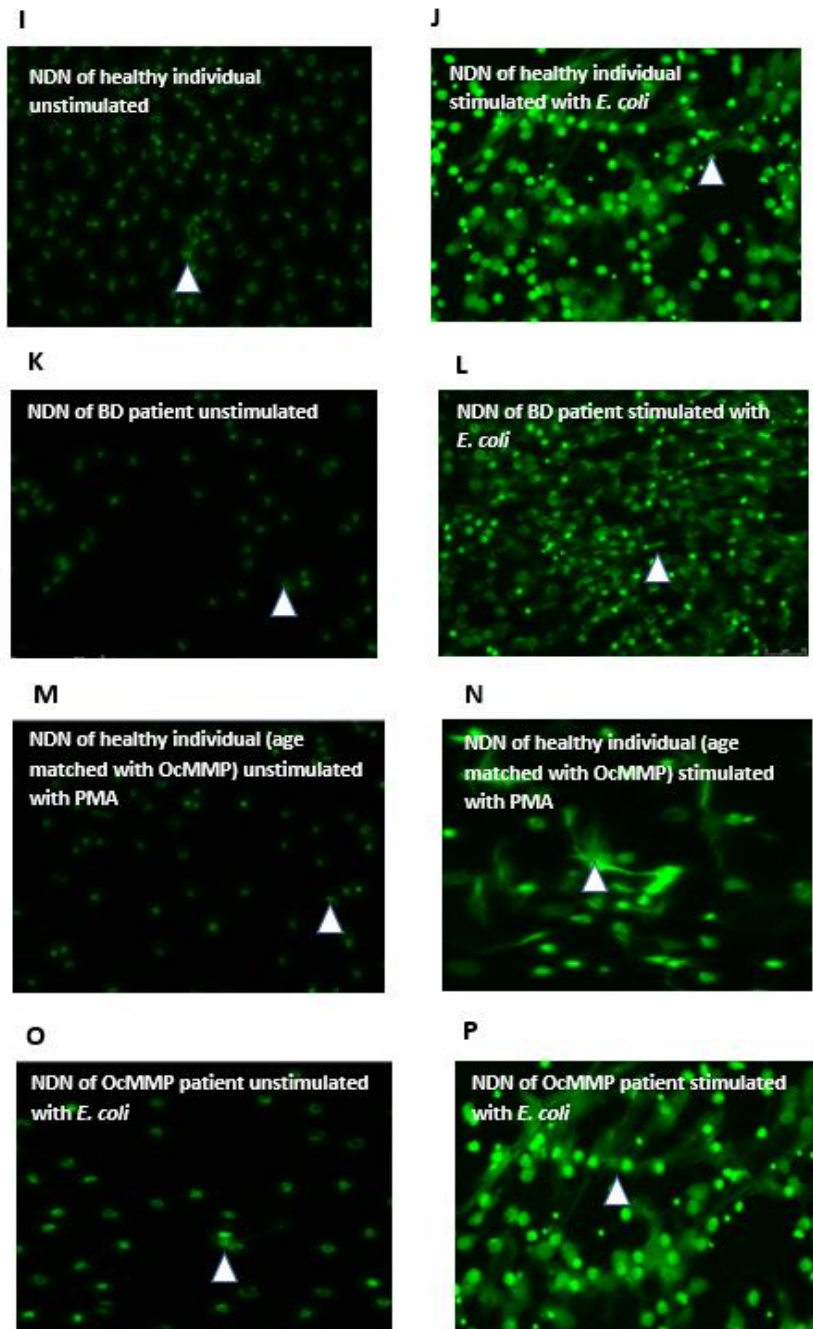 I
J
NDN of healthy individual
unstimulated
NDN of healthy individual
stimulated with E. coli
K
L
NDN of BD patient unstimulated
NDN of BD patient stimulated with
E. coli
M
N
NDN of healthy individual (age
matched with OcMMP) unstimulated
with PMA
NDN of healthy individual (age
matched with OcMMP) stimulated
with PMA
O
P
NDN of OcMMP patient unstimulated
with E. coli
NDN of OcMMP patient stimulated
with E. coli